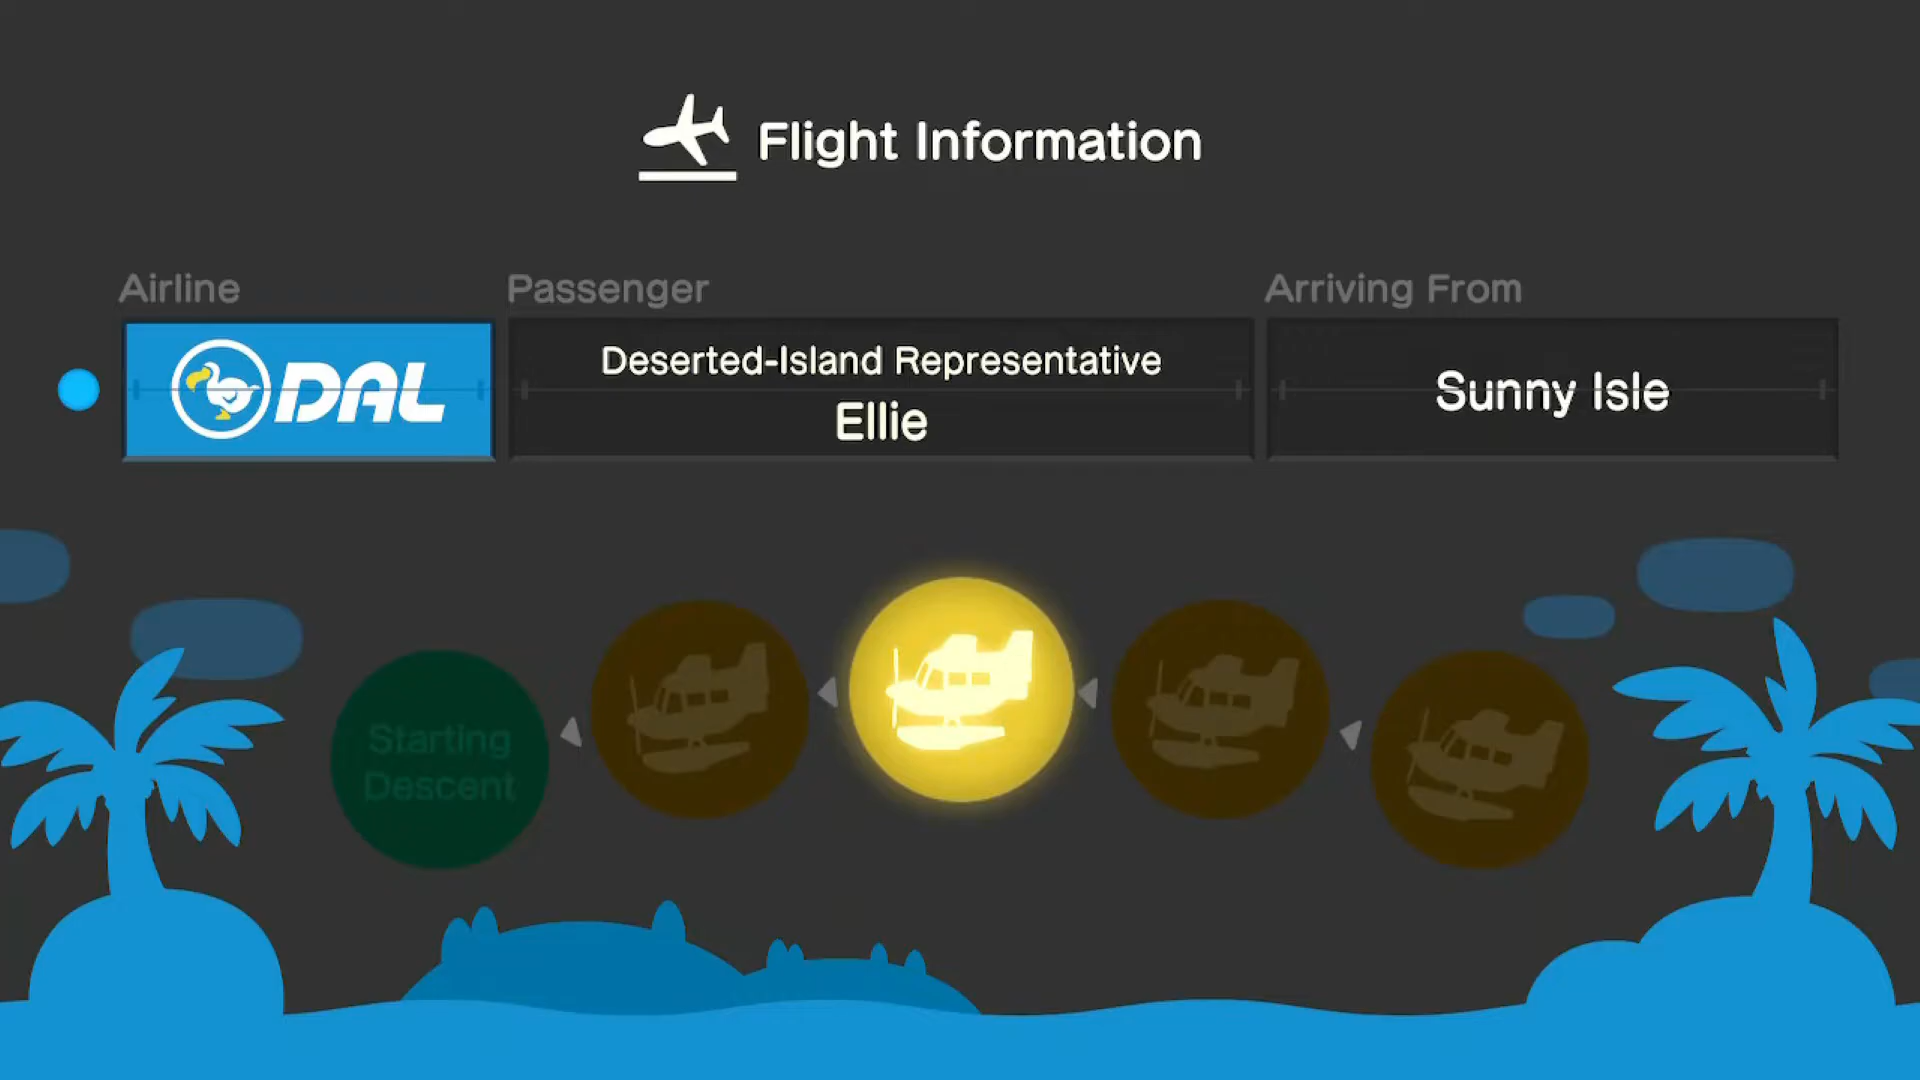 Flight Information
Airline
Passenger
Arriving From
DAL
Deserted-Island Representative
Ellie
Sunny Isle
Starting
Descent